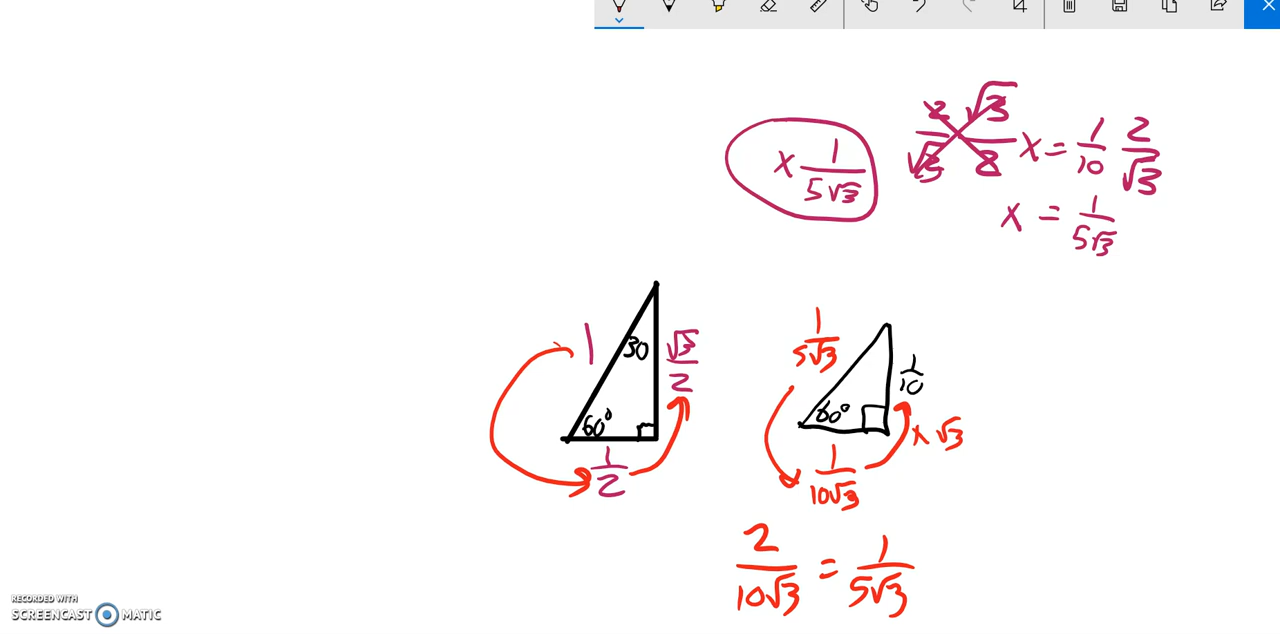 x 1/(5√3)
2/√3 √3/2 x = 1/10 2/√3
x = 1/(5√3)
1
30
√3/2
60°
1/2
1/(5√3)
1/10
60°
x √3
1/(10√3)
2/(10√3) = 1/(5√3)
RECORDED WITH
SCREENCAST MATIC